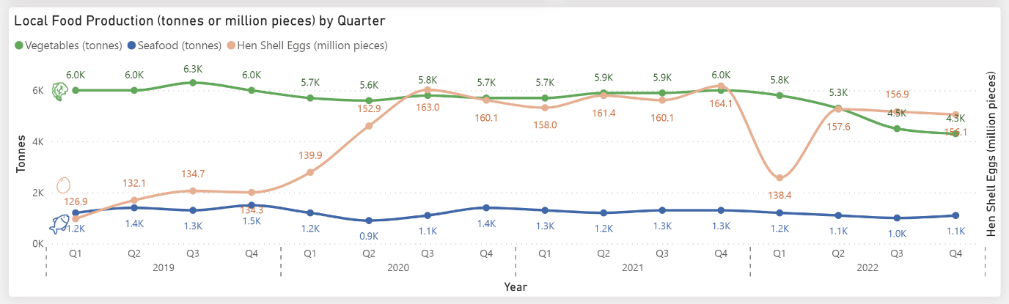 Local Food Production (tonnes or million pieces) by Quarter
Vegetables (tonnes) Seafood (tonnes) Hen Shell Eggs (million pieces)
6.0K 6.0K 6.3K 6.0K 5.7K 5.6K 5.8K 5.7K 5.7K 5.9K 5.9K 6.0K 5.8K 5.3K 4.5K 4.3K
126.9 132.1 134.7 134.3 139.9 152.9 163.0 160.1 158.0 161.4 160.1 164.1 138.4 157.6 156.9 156.1
1.2K 1.4K 1.3K 1.5K 1.2K 0.9K 1.1K 1.4K 1.3K 1.2K 1.3K 1.3K 1.2K 1.1K 1.0K 1.1K
6K
4K
2K
0K
Tonnes
Hen Shell Eggs (million pieces)
Q1 Q2 Q3 Q4 Q1 Q2 Q3 Q4 Q1 Q2 Q3 Q4 Q1 Q2 Q3 Q4
2019 2020 2021 2022
Year